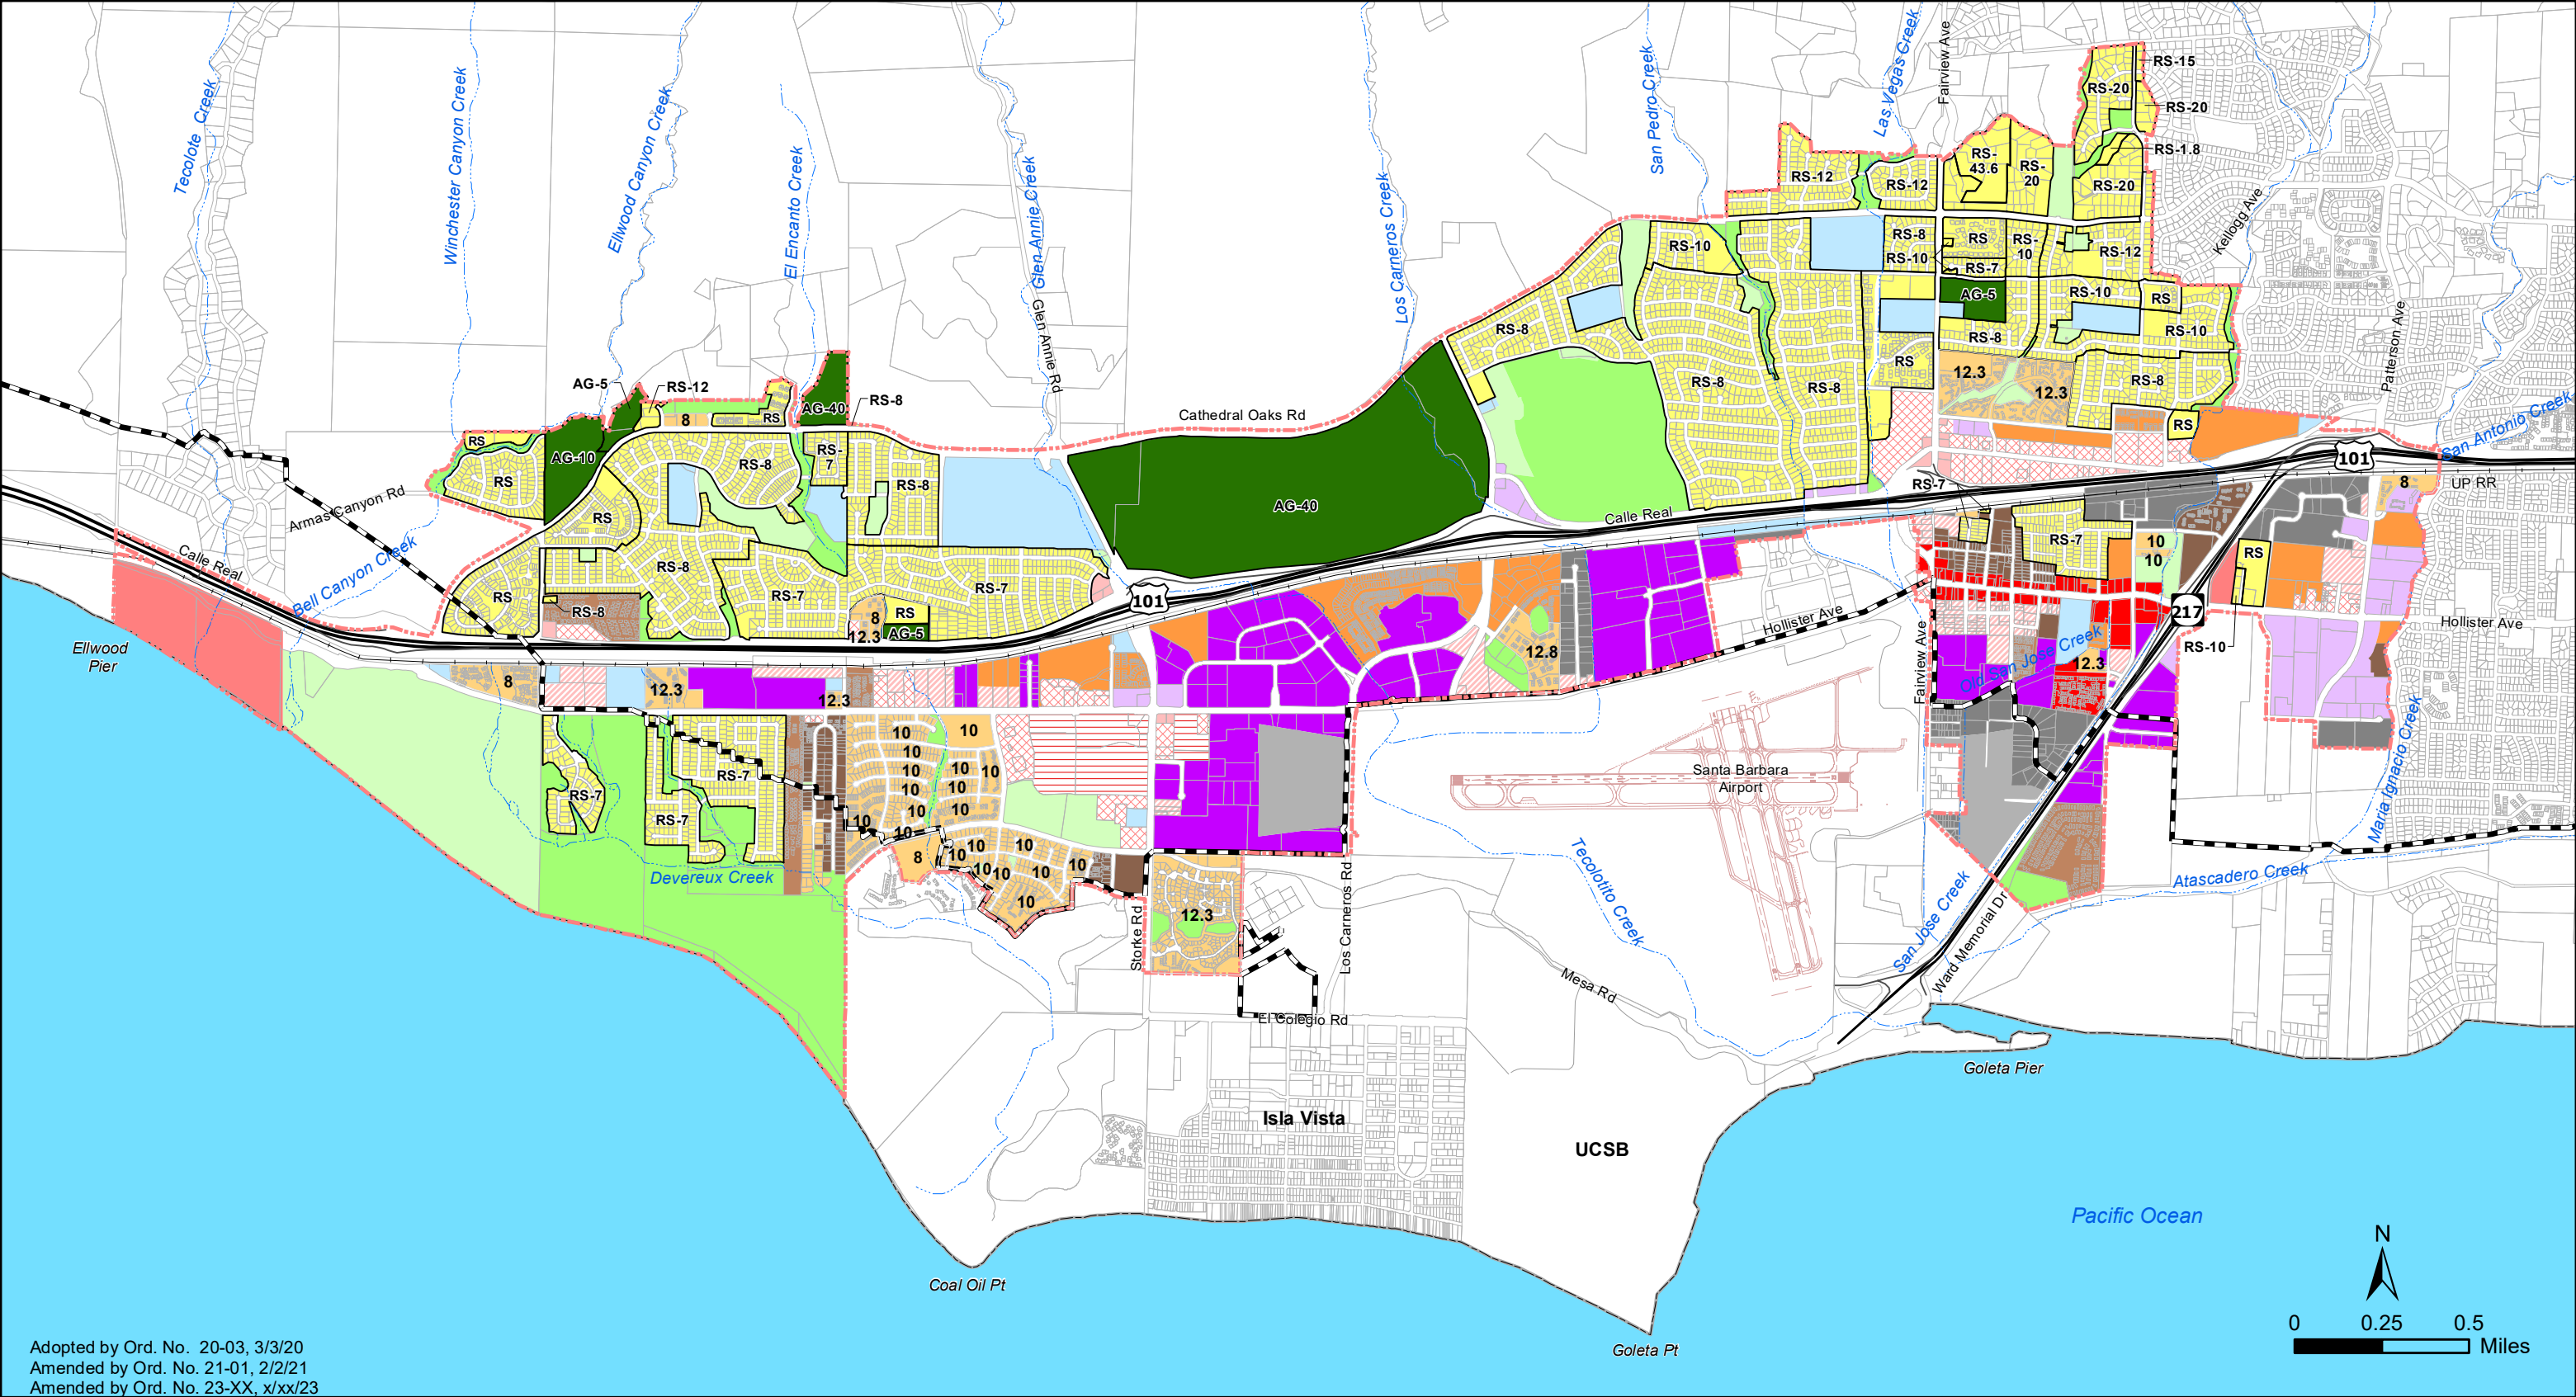 Tecolote Creek
Winchester Canyon Creek
Ellwood Canyon Creek
El Encanto Creek
Glen Annie Creek
Glen Annie Rd
Los Carneros Creek
San Pedro Creek
Las Vegas Creek
Fairview Ave
RS-15
RS-20
RS-20
RS-1.8
RS-
43.6
RS-
20
RS-20
RS-12
RS-12
Kellogg Ave
RS-8
RS
RS-
10
RS-12
RS-10
RS-10
RS-7
AG-5
RS-10
RS
RS-10
RS-8
RS-8
RS
RS-8
RS-8
12.3
12.3
RS-8
RS
Patterson Ave
San Antonio Creek
AG-5
RS-12
AG-40
RS-8
8
RS
Cathedral Oaks Rd
RS
AG-10
RS
RS-8
RS-
7
RS-8
RS
AG-40
101
UP RR
8
RS-7
Calle Real
Armas Canyon Rd
Calle Real
Bell Canyon Creek
RS
RS-8
RS-8
RS-7
RS-7
8
RS
12.3
AG-5
101
RS-7
10
10
RS
217
RS-10
Hollister Ave
Hollister Ave
Fairview Ave
Old San Jose Creek
12.3
12.8
Ellwood
Pier
8
12.3
12.3
RS-7
RS-7
RS-7
10
10
10
10
10
10
10
10
10
10
10
10
8
10
10
10
10
10
10
10
10
Devereux Creek
12.3
Storke Rd
Los Carneros Rd
Santa Barbara
Airport
Tecolotito Creek
Mesa Rd
El Colegio Rd
San Jose Creek
Ward Memorial Dr
Maria Ignacio Creek
Atascadero Creek
Goleta Pier
Isla Vista
UCSB
Pacific Ocean
Coal Oil Pt
Goleta Pt
N
0 0.25 0.5
Miles
Adopted by Ord. No. 20-03, 3/3/20
Amended by Ord. No. 21-01, 2/2/21
Amended by Ord. No. 23-XX, x/xx/23